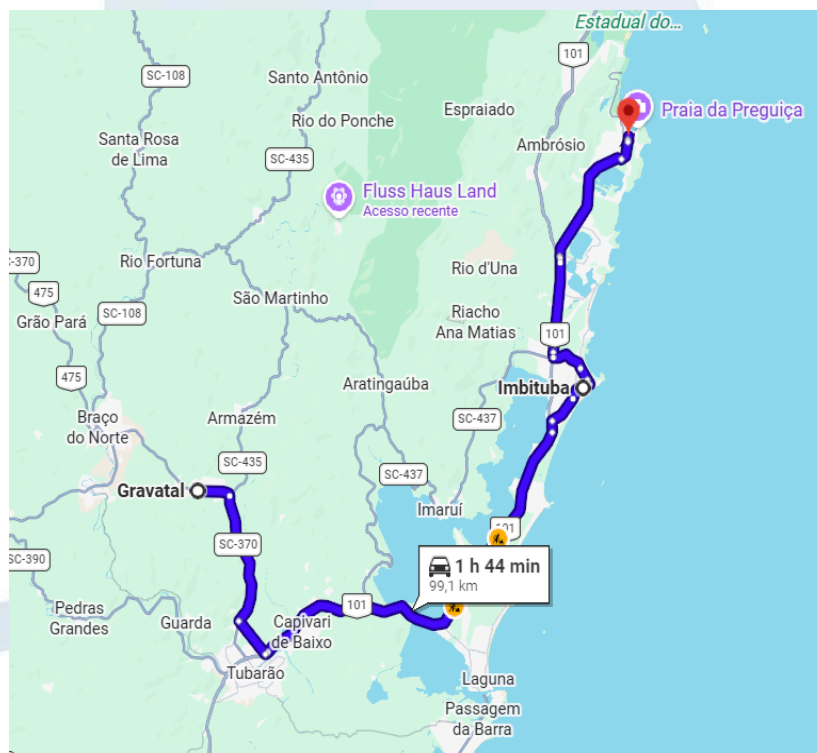 Estadual do...
101
SC-108
Santo Antônio
Espraiado
Praia da Preguiça
Rio do Ponche
Santa Rosa
de Lima
Ambrósio
SC-435
Fluss Haus Land
Acesso recente
-370
Rio Fortuna
Rio d'Una
475
São Martinho
SC-108
Grão Pará
Riacho
Ana Matias
101
475
Aratingaúba
Imbituba
Braço
do Norte
Armazém
SC-437
SC-435
SC-437
Gravatal
Imaruí
101
SC-370
SC-390
1 h 44 min
99,1 km
Pedras
Grandes
Guarda
Capivari
de Baixo
101
Tubarão
Laguna
Passagem
da Barra